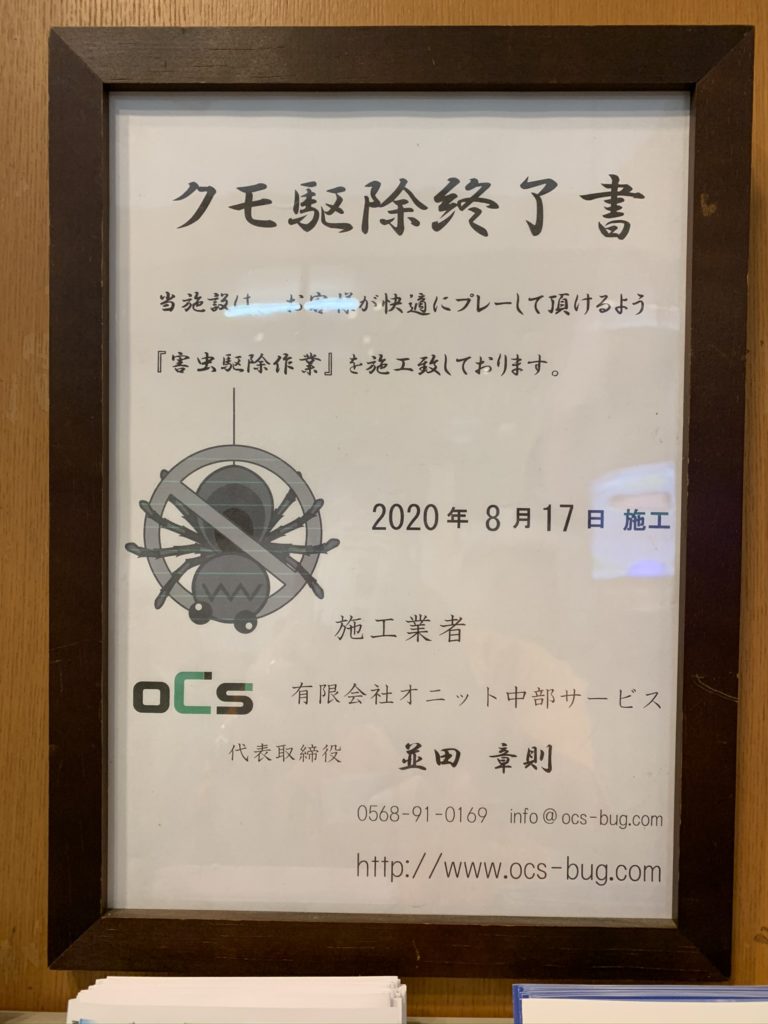 クモ駆除終了書
当施設は、お客様が快適にプレーして頂けるよう
『害虫駆除作業』を施工致しております。
2020年 8月17日 施工
施工業者
oCs 有限会社オニット中部サービス
代表取締役 並田 章則
0568-91-0169 info@ocs-bug.com
http://www.ocs-bug.com